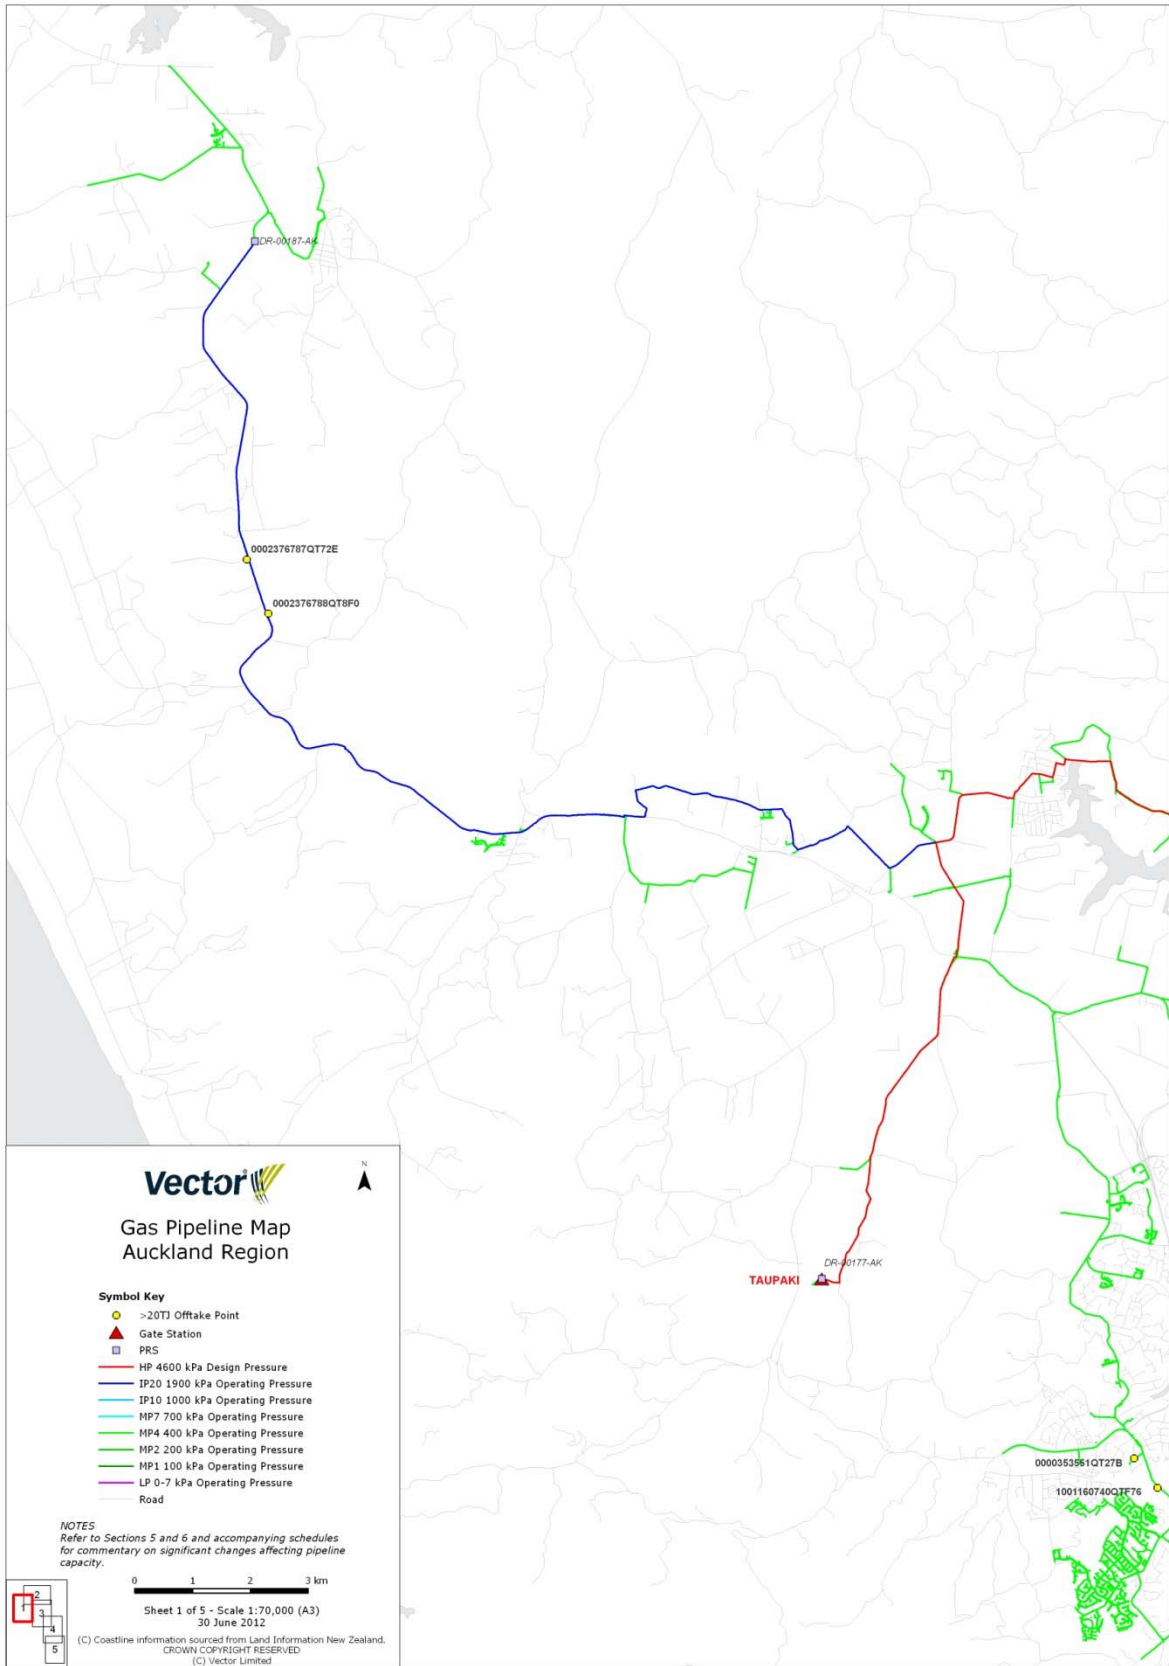 DR-00187-AK
0002376787QT72E
0002376788QT8F0
DR-00177-AK
TAUPAKI
0000353551QT27B
1001160740QTF76
Vector
N
Gas Pipeline Map
Auckland Region
Symbol Key
>20TJ Offtake Point
Gate Station
PRS
HP 4600 kPa Design Pressure
IP20 1900 kPa Operating Pressure
IP10 1000 kPa Operating Pressure
MP7 700 kPa Operating Pressure
MP4 400 kPa Operating Pressure
MP2 200 kPa Operating Pressure
MP1 100 kPa Operating Pressure
LP 0-7 kPa Operating Pressure
Road
NOTES
Refer to Sections 5 and 6 and accompanying schedules
for commentary on significant changes affecting pipeline
capacity.
0 1 2 3 km
Sheet 1 of 5 - Scale 1:70,000 (A3)
30 June 2012
(C) Coastline information sourced from Land Information New Zealand.
CROWN COPYRIGHT RESERVED
(C) Vector Limited
2
1
3
4
5